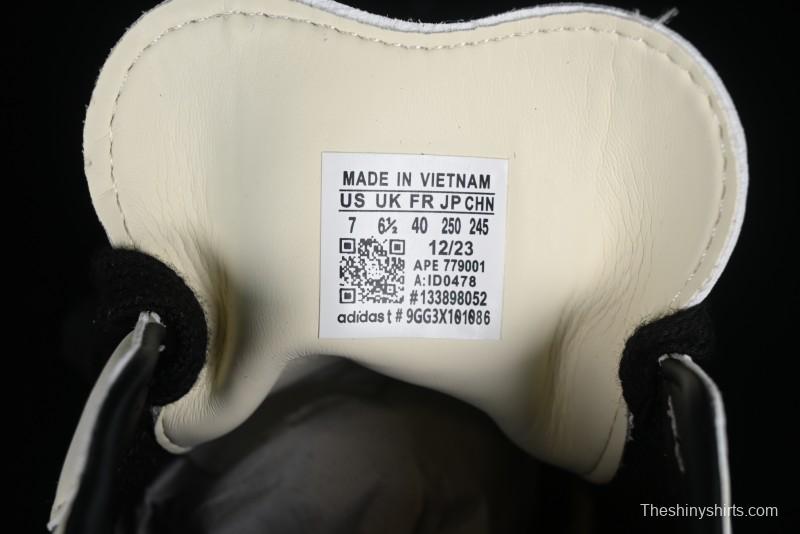 MADE IN VIETNAM
US UK FR JP CHN
7 6½ 40 250 245
12/23
APE 779001
A:ID0478
#133898052
adidas t# 9GG3X101086
Theshinyshirts.com